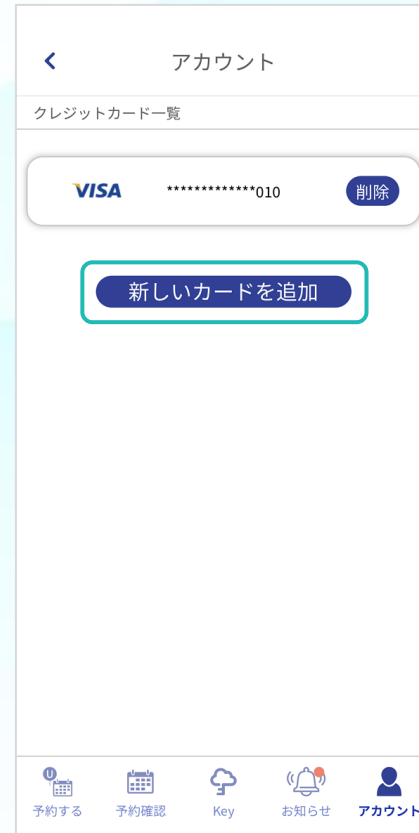 アカウント
クレジットカード一覧
VISA *************010 削除
新しいカードを追加
U
予約する 予約確認 Key お知らせ アカウント